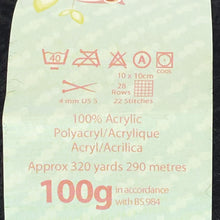 40 A COOL
10 x 10cm
28
Rows
4 mm US 5 22 Stitches
100% Acrylic
Polyacryl/Acrylique
Acryl/Acrilica
Approx 320 yards 290 metres
100g in accordance
with BS984